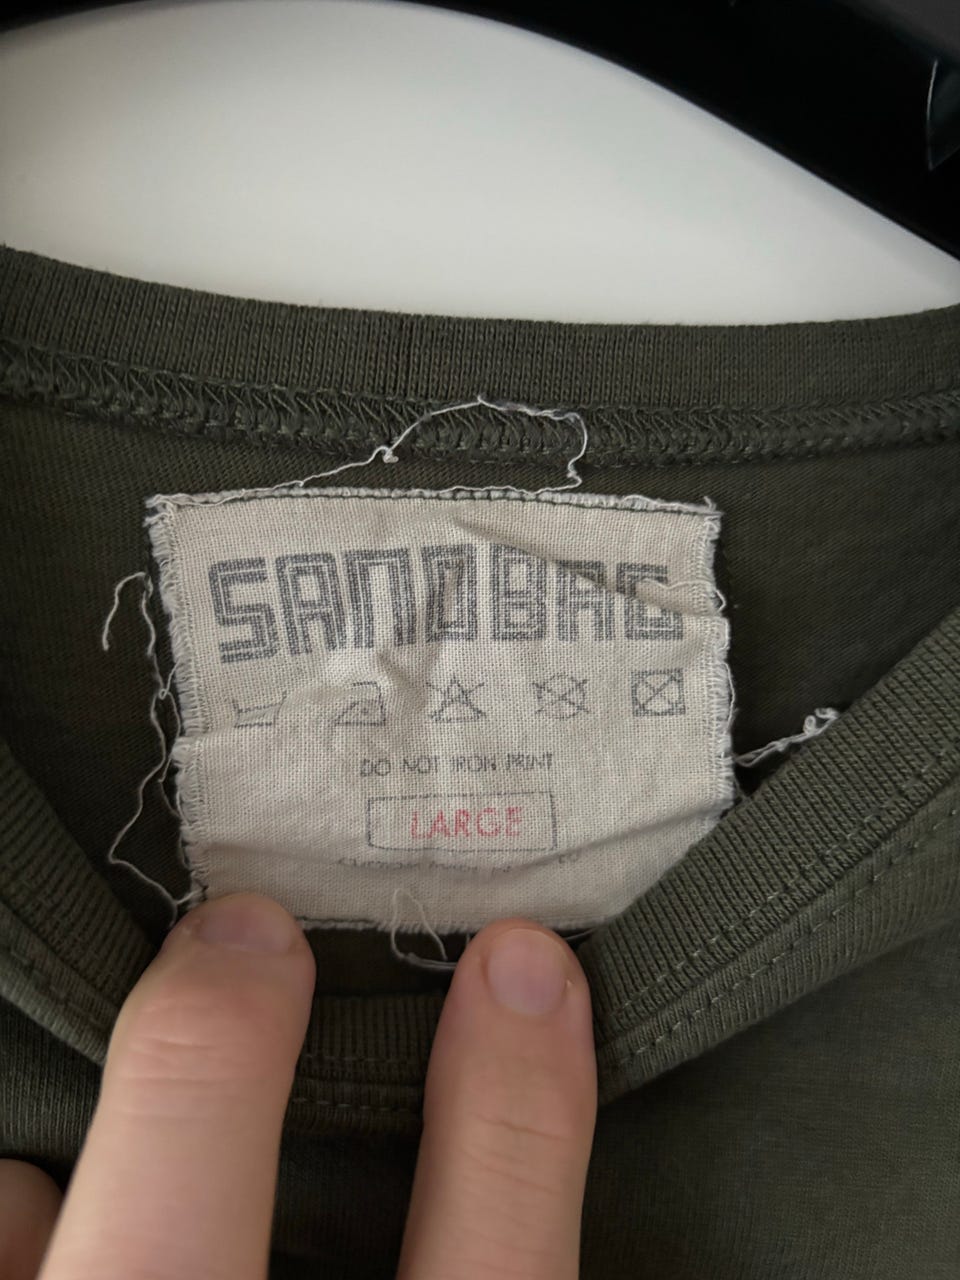 SANDBAG
DO NOT IRON PRINT
LARGE